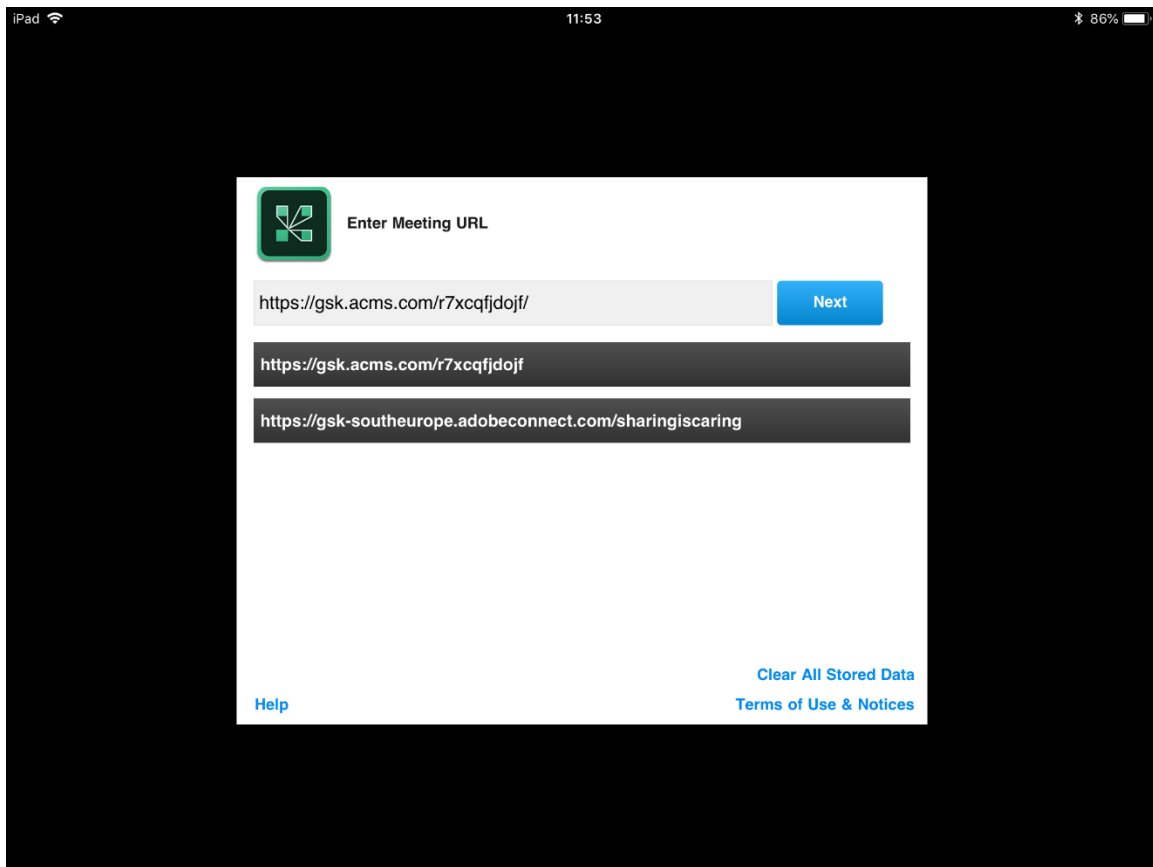 iPad 11:53 86%
Enter Meeting URL
https://gsk.acms.com/r7xcqfjdojf/ Next
https://gsk.acms.com/r7xcqfjdojf
https://gsk-southeurope.adobeconnect.com/sharingiscaring
Clear All Stored Data
Help Terms of Use & Notices